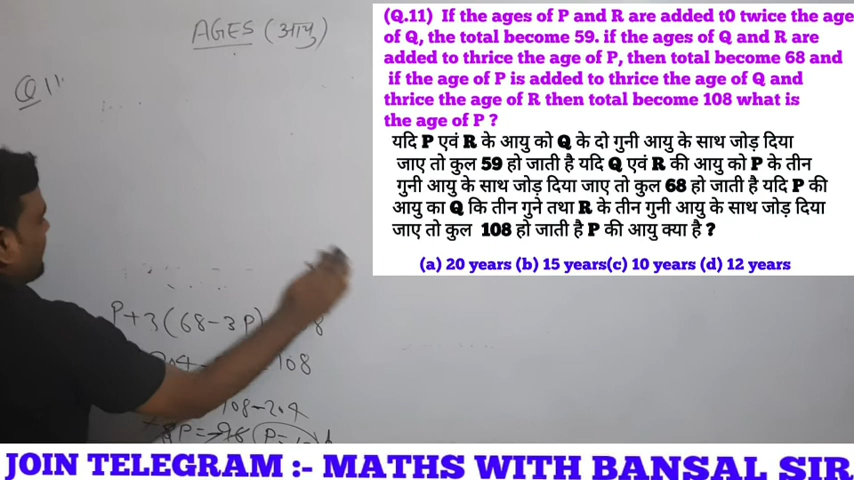 AGES (आयु)
Q 11.
P+3(68-3P) 8
204 108
108-204
-8P=-96 P=
(Q.11) If the ages of P and R are added t0 twice the age
of Q, the total become 59. if the ages of Q and R are
added to thrice the age of P, then total become 68 and
if the age of P is added to thrice the age of Q and
thrice the age of R then total become 108 what is
the age of P ?
यदि P एवं R के आयु को Q के दो गुनी आयु के साथ जोड़ दिया
जाए तो कुल 59 हो जाती है यदि Q एवं R की आयु को P के तीन
गुनी आयु के साथ जोड़ दिया जाए तो कुल 68 हो जाती है यदि P की
आयु का Q कि तीन गुने तथा R के तीन गुनी आयु के साथ जोड़ दिया
जाए तो कुल 108 हो जाती है P की आयु क्या है ?
(a) 20 years (b) 15 years(c) 10 years (d) 12 years
JOIN TELEGRAM :- MATHS WITH BANSAL SIR